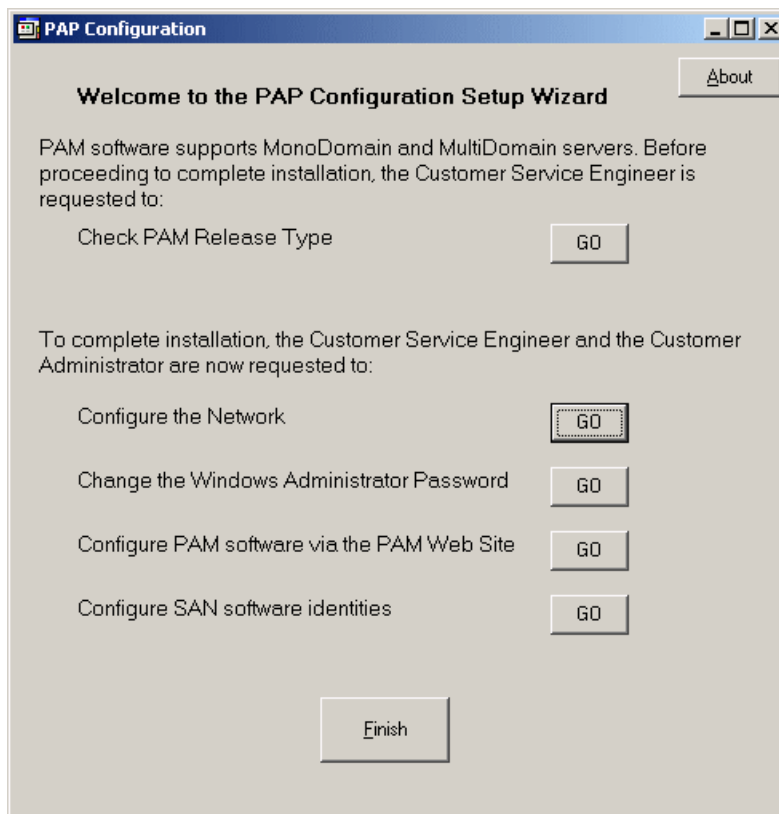 PAP Configuration
About
Welcome to the PAP Configuration Setup Wizard
PAM software supports MonoDomain and MultiDomain servers. Before
proceeding to complete installation, the Customer Service Engineer is
requested to:
Check PAM Release Type
GO
To complete installation, the Customer Service Engineer and the Customer
Administrator are now requested to:
Configure the Network
GO
Change the Windows Administrator Password
GO
Configure PAM software via the PAM Web Site
GO
Configure SAN software identities
GO
Finish